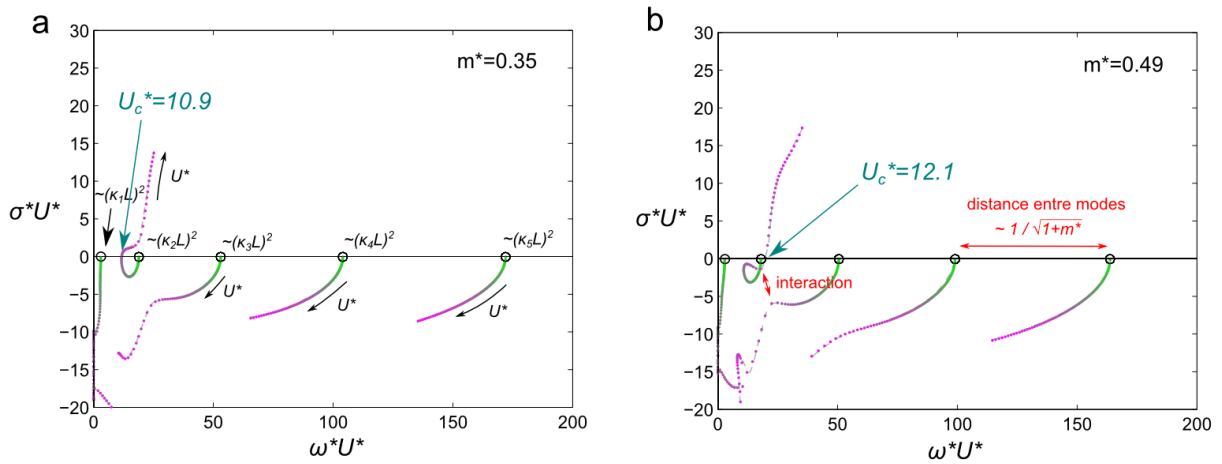 a
m*=0.35
U_c*=10.9
~(κ₁L)²
U*
~(κ₂L)²
~(κ₃L)²
~(κ₄L)²
~(κ₅L)²
U*
U*
U*
σ*U*
30
25
20
15
10
5
0
−5
−10
−15
−20
0
50
100
150
200
ω*U*
b
m*=0.49
U_c*=12.1
distance entre modes
~ 1 / √1+m*
interaction
σ*U*
30
25
20
15
10
5
0
−5
−10
−15
−20
0
50
100
150
200
ω*U*